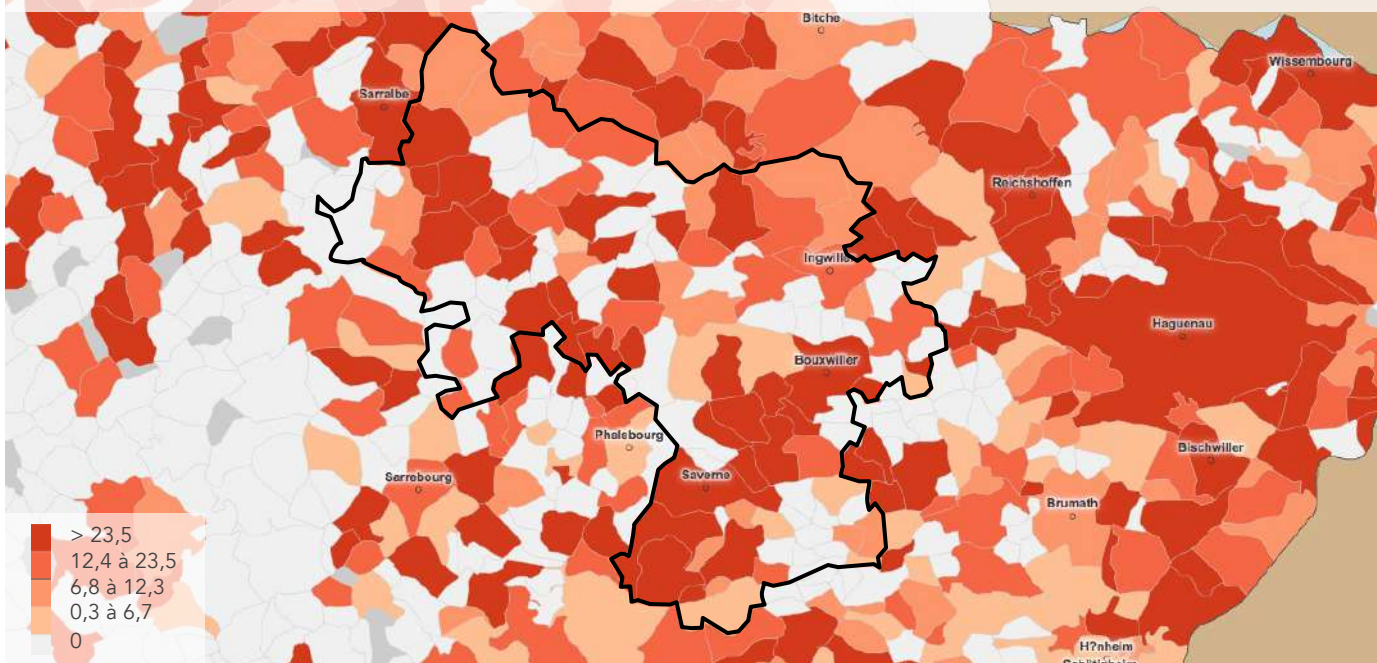 Bitche
Wissembourg
Sarralbe
Reichshoffen
Ingwiller
Haguenau
Bouxwiller
Phalsbourg
Bischwiller
Saverne
Sarrebourg
Brumath
> 23,5
12,4 à 23,5
6,8 à 12,3
0,3 à 6,7
0
H?nheim